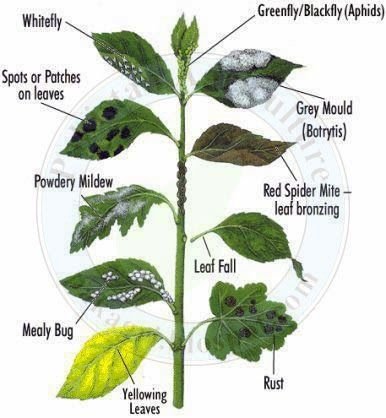 Greenfly/Blackfly (Aphids)
Whitefly
Spots or Patches
on leaves
Grey Mould
(Botrytis)
Powdery Mildew
Red Spider Mite –
leaf bronzing
Leaf Fall
Mealy Bug
Rust
Yellowing
Leaves